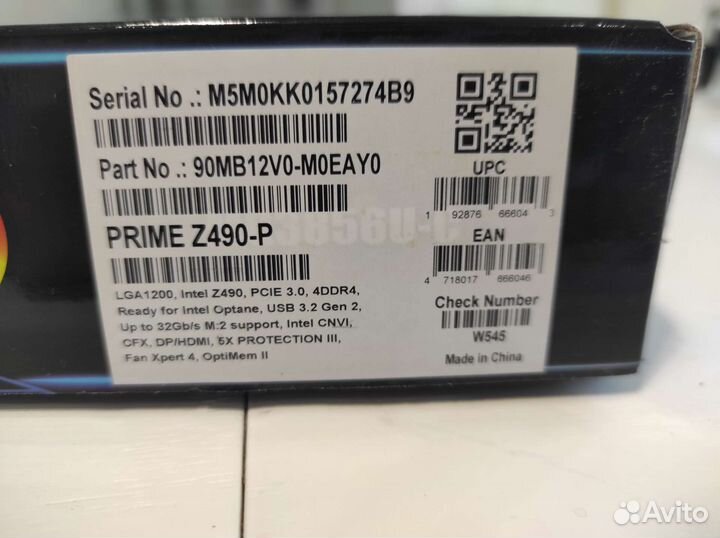 Serial No .: M5M0KK0157274B9
Part No .: 90MB12V0-M0EAY0
PRIME Z490-P
LGA1200, Intel Z490, PCIE 3.0, 4DDR4,
Ready for Intel Optane, USB 3.2 Gen 2,
Up to 32Gb/s M.2 support, Intel CNVI,
CFX, DP/HDMI, 5X PROTECTION III,
Fan Xpert 4, OptiMem II
UPC
1 92876 66604 3
EAN
4 718017 666046
Check Number
W545
Made in China
Avito